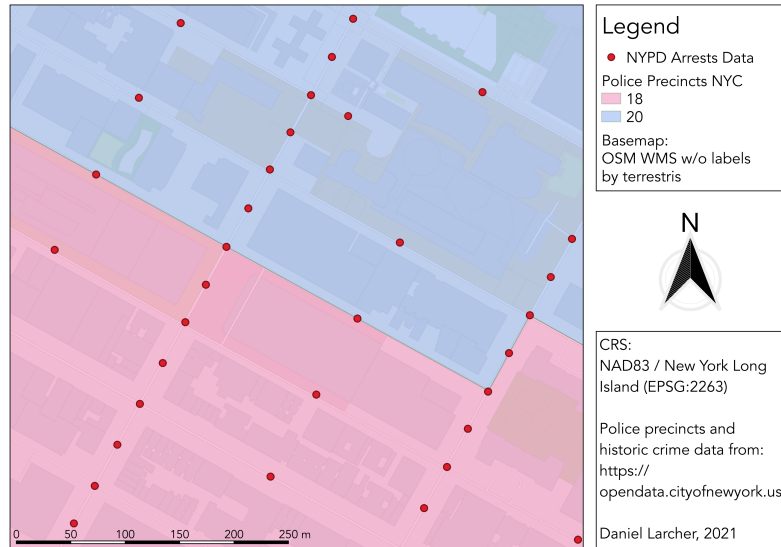 Legend
NYPD Arrests Data
Police Precincts NYC
18
20
Basemap:
OSM WMS w/o labels
by terrestris
N
CRS:
NAD83 / New York Long
Island (EPSG:2263)
Police precincts and
historic crime data from:
https://
opendata.cityofnewyork.us
Daniel Larcher, 2021
0 50 100 150 200 250 m